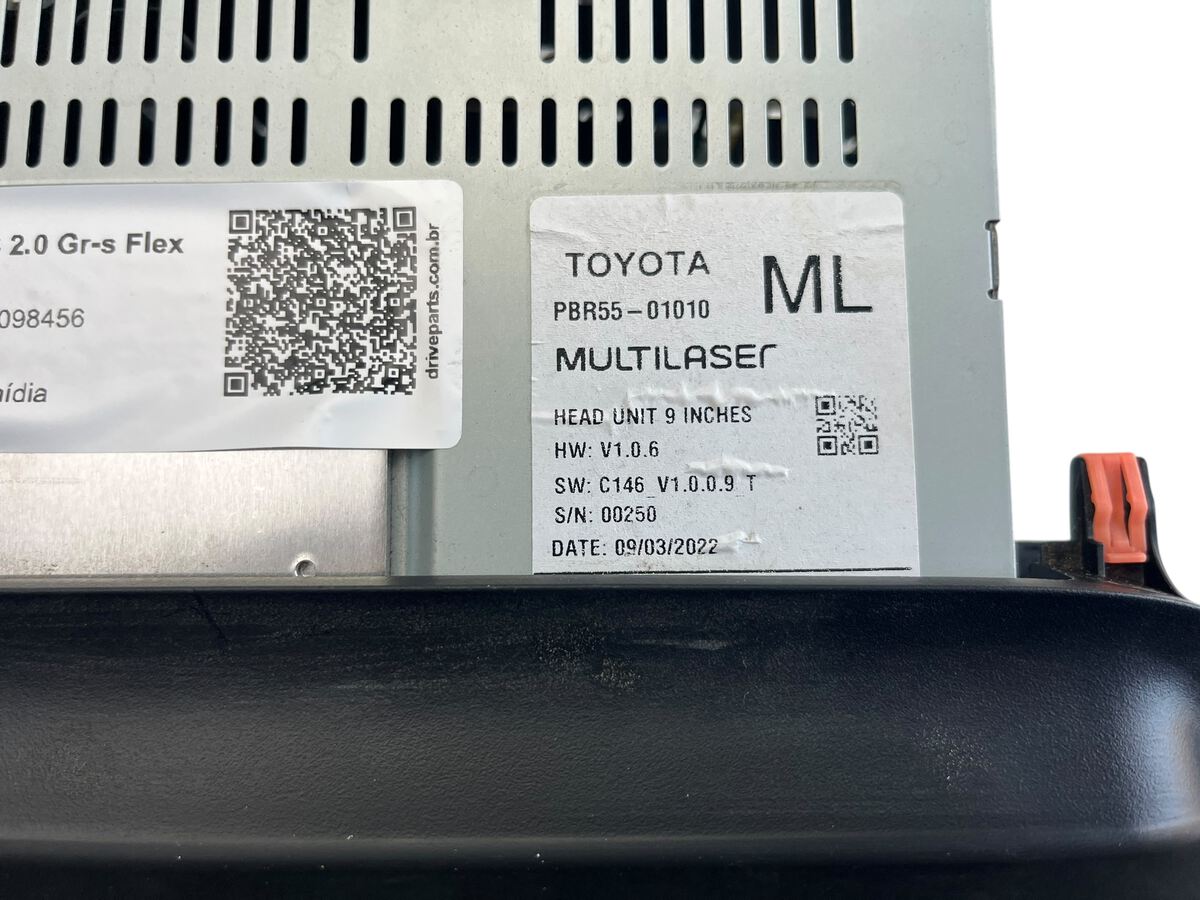 2.0 Gr-s Flex
098456
mídia
driveparts.com.br
TOYOTA
ML
PBR55-01010
MULTILASER
HEAD UNIT 9 INCHES
HW: V1.0.6
SW: C146_V1.0.0.9_T
S/N: 00250
DATE: 09/03/2022